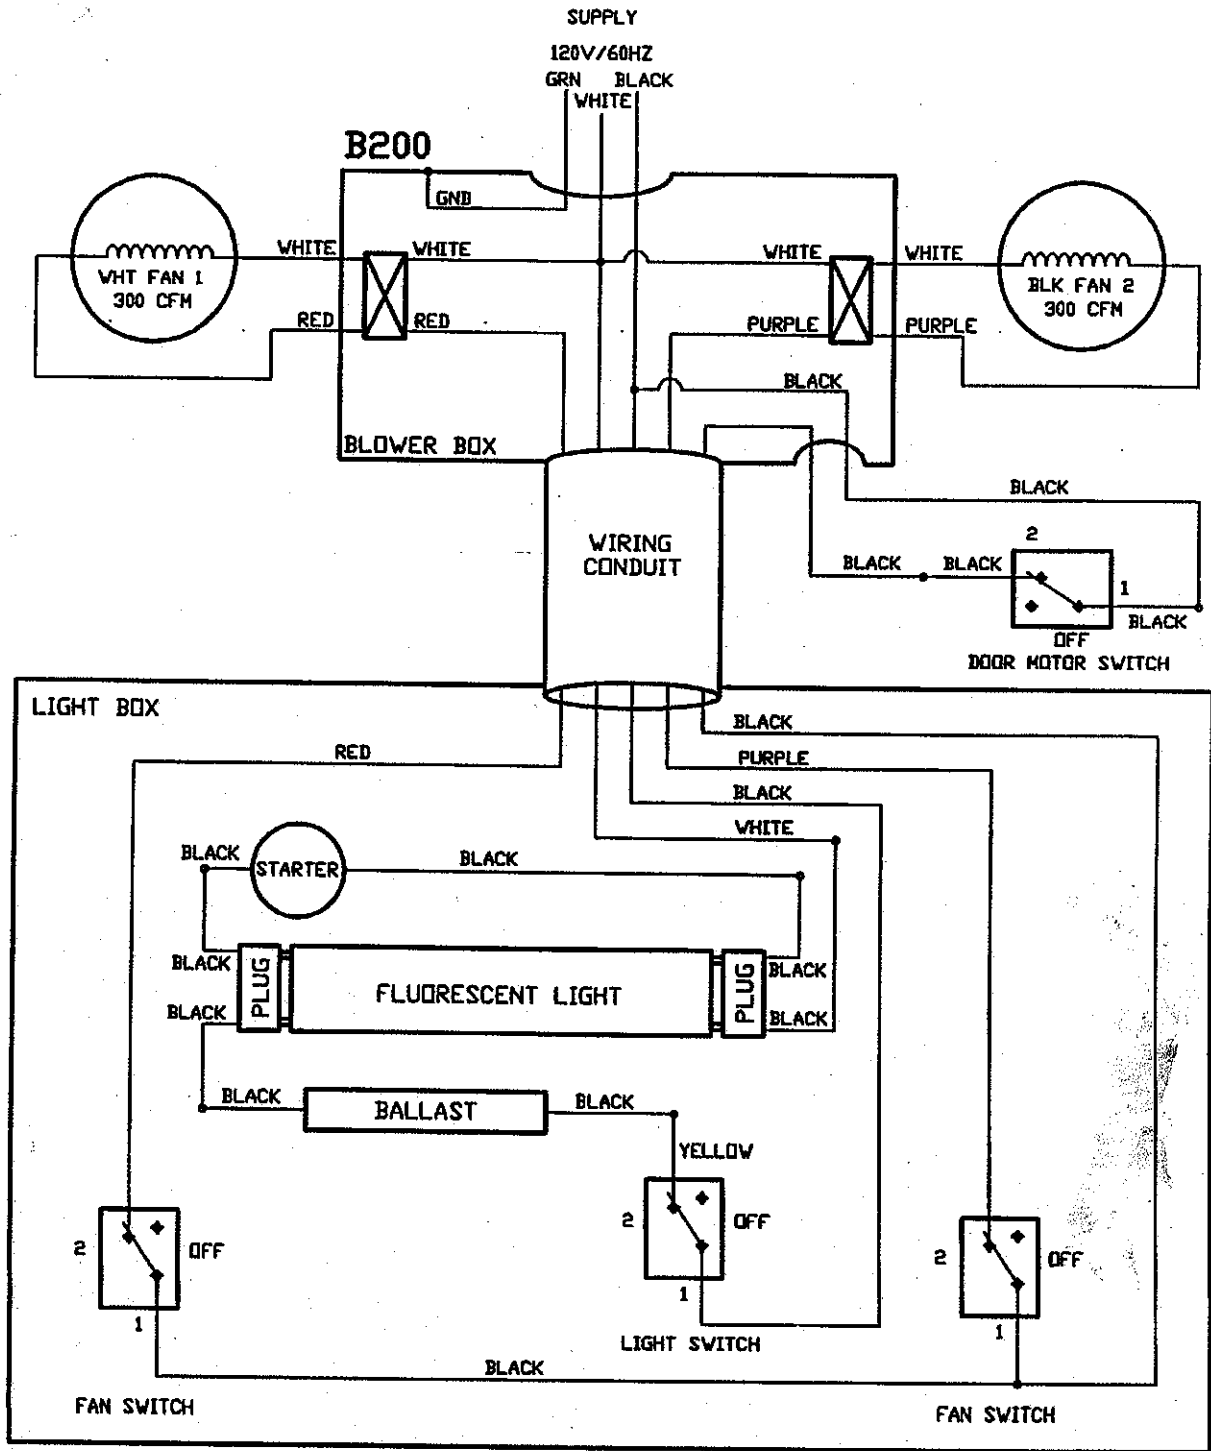 SUPPLY
120V/60HZ
GRN BLACK
WHITE
B200
GND
WHITE WHITE WHITE WHITE
WHT FAN 1
300 CFM
BLK FAN 2
300 CFM
RED RED PURPLE PURPLE
BLACK
BLOWER BOX
BLACK
WIRING
CONDUIT
2
BLACK BLACK
1
BLACK
OFF
DOOR MOTOR SWITCH
LIGHT BOX
BLACK
RED
PURPLE
BLACK
WHITE
BLACK
STARTER
BLACK
BLACK
PLUG
FLUORESCENT LIGHT
PLUG
BLACK
BLACK
BLACK
BLACK
BALLAST
BLACK
YELLOW
2
OFF
2
OFF
2
OFF
1
1
1
LIGHT SWITCH
BLACK
FAN SWITCH
FAN SWITCH